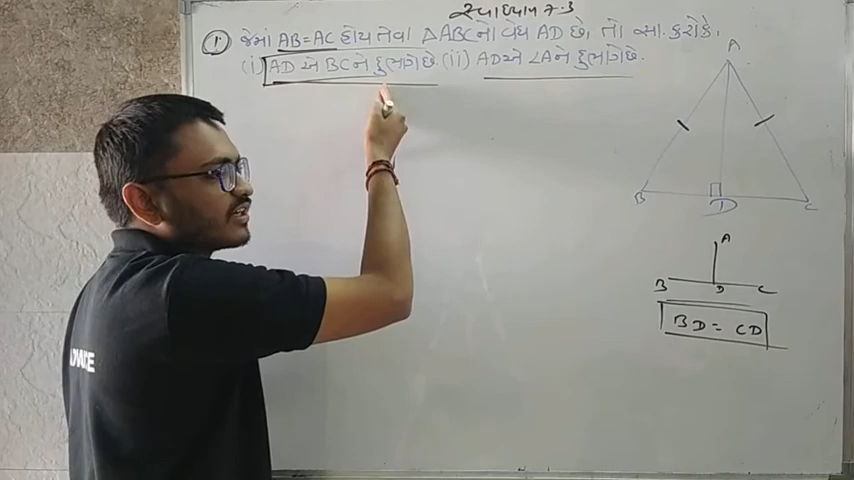 સ્વાધ્યાય 7.3
① જેમાં AB=AC હોય તેવા △ABCનો વેધ AD છે, તો સા.કરોકે,
(i) AD એ BCને દુભાગેછે (ii) ADએ ∠Aને દુભાગેછે.
A
B D C
A
B D C
BD = CD